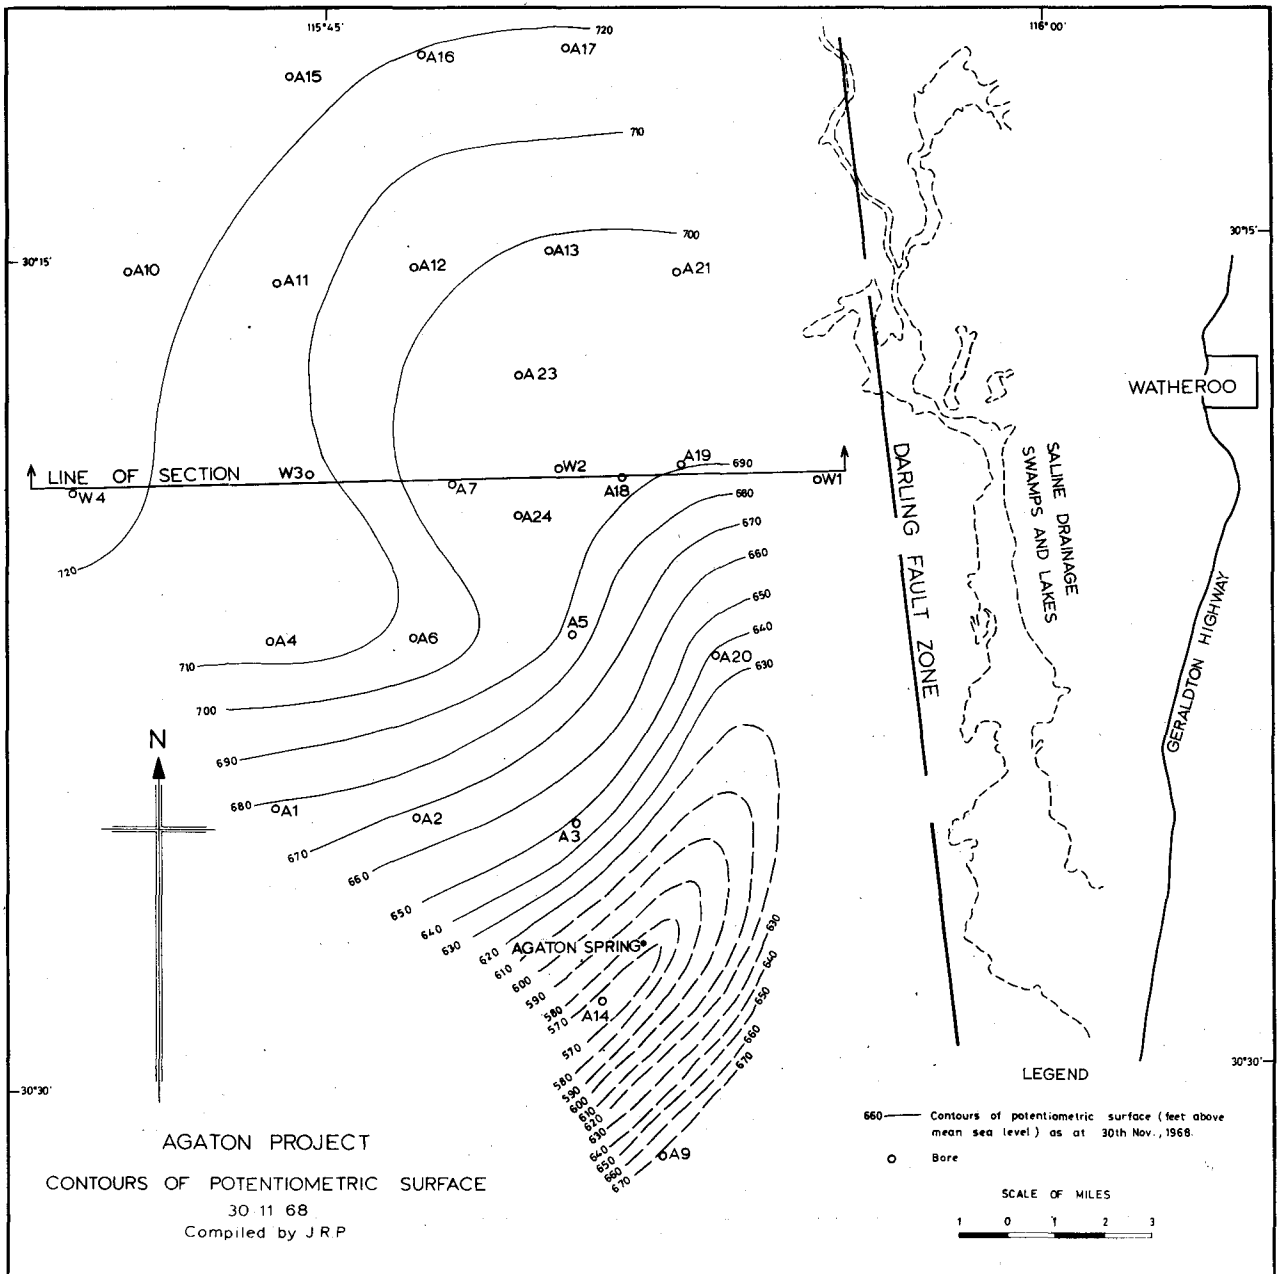 115°45'
116°00'
720
A17
A16
A15
710
700
30°15'
30°15'
A13
A10
A12
A11
A21
A23
WATHEROO
A19
690
LINE OF SECTION
W3
W2
W4
A7
A18
W1
680
A24
670
660
720
650
A5
640
A4
A6
A20
630
710
700
DARLING FAULT ZONE
SALINE DRAINAGE
SWAMPS AND LAKES
GERALDTON HIGHWAY
N
690
680
A1
A2
A3
670
660
650
640
630
620
610
600
590
580
570
AGATON SPRING
A14
630
640
650
660
670
570
580
590
600
610
620
630
640
650
660
670
A9
30°30'
30°30'
LEGEND
660 Contours of potentiometric surface (feet above
mean sea level) as at 30th Nov., 1968.
Bore
SCALE OF MILES
1 0 1 2 3
AGATON PROJECT
CONTOURS OF POTENTIOMETRIC SURFACE
30 11 68
Compiled by J.R.P